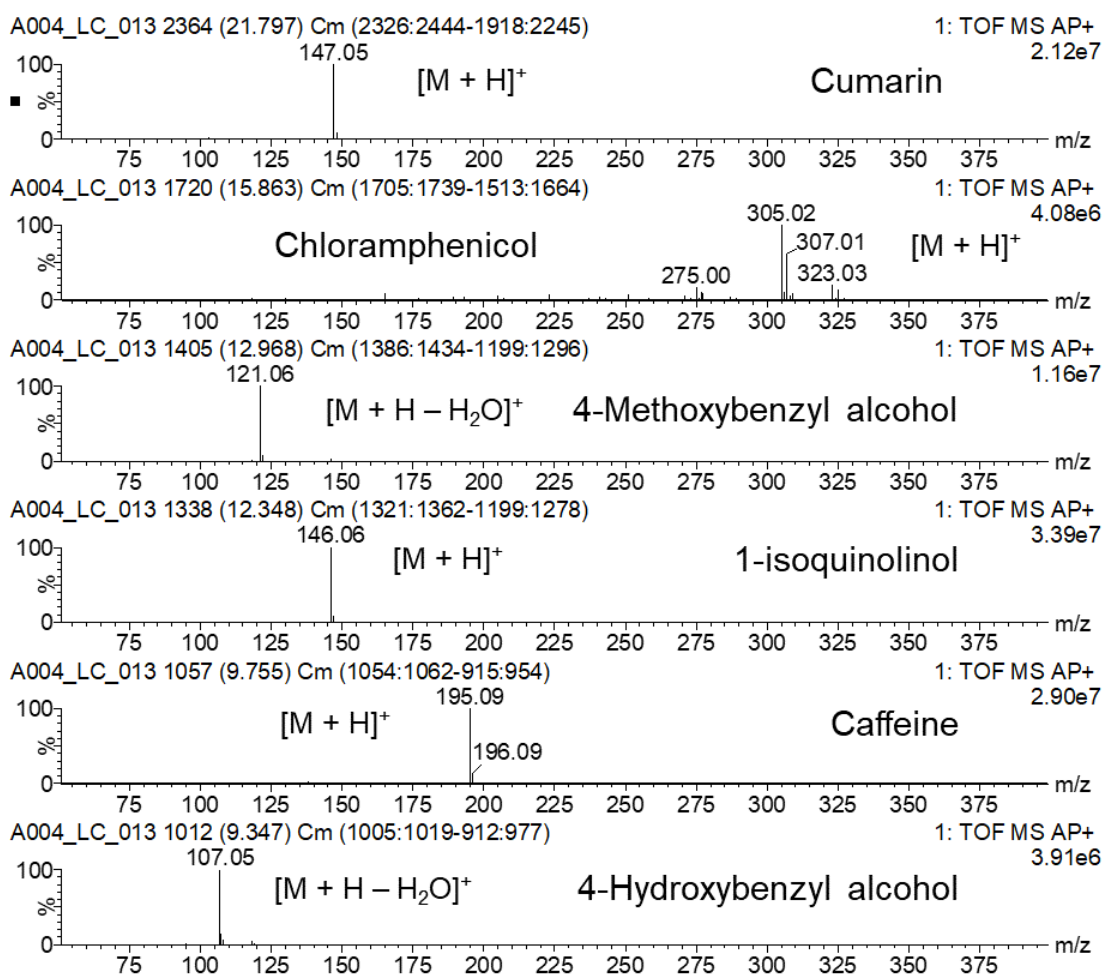 A004_LC_013 2364 (21.797) Cm (2326:2444-1918:2245) 1: TOF MS AP+
2.12e7
147.05
[M + H]⁺ Cumarin
100
%
0
75 100 125 150 175 200 225 250 275 300 325 350 375 m/z
A004_LC_013 1720 (15.863) Cm (1705:1739-1513:1664) 1: TOF MS AP+
4.08e6
305.02
Chloramphenicol 307.01 [M + H]⁺
275.00 323.03
100
%
0
75 100 125 150 175 200 225 250 275 300 325 350 375 m/z
A004_LC_013 1405 (12.968) Cm (1386:1434-1199:1296) 1: TOF MS AP+
1.16e7
121.06
[M + H – H₂O]⁺ 4-Methoxybenzyl alcohol
100
%
0
75 100 125 150 175 200 225 250 275 300 325 350 375 m/z
A004_LC_013 1338 (12.348) Cm (1321:1362-1199:1278) 1: TOF MS AP+
3.39e7
146.06
[M + H]⁺ 1-isoquinolinol
100
%
0
75 100 125 150 175 200 225 250 275 300 325 350 375 m/z
A004_LC_013 1057 (9.755) Cm (1054:1062-915:954) 1: TOF MS AP+
2.90e7
195.09
[M + H]⁺ Caffeine
196.09
100
%
0
75 100 125 150 175 200 225 250 275 300 325 350 375 m/z
A004_LC_013 1012 (9.347) Cm (1005:1019-912:977) 1: TOF MS AP+
3.91e6
107.05
[M + H – H₂O]⁺ 4-Hydroxybenzyl alcohol
100
%
0
75 100 125 150 175 200 225 250 275 300 325 350 375 m/z